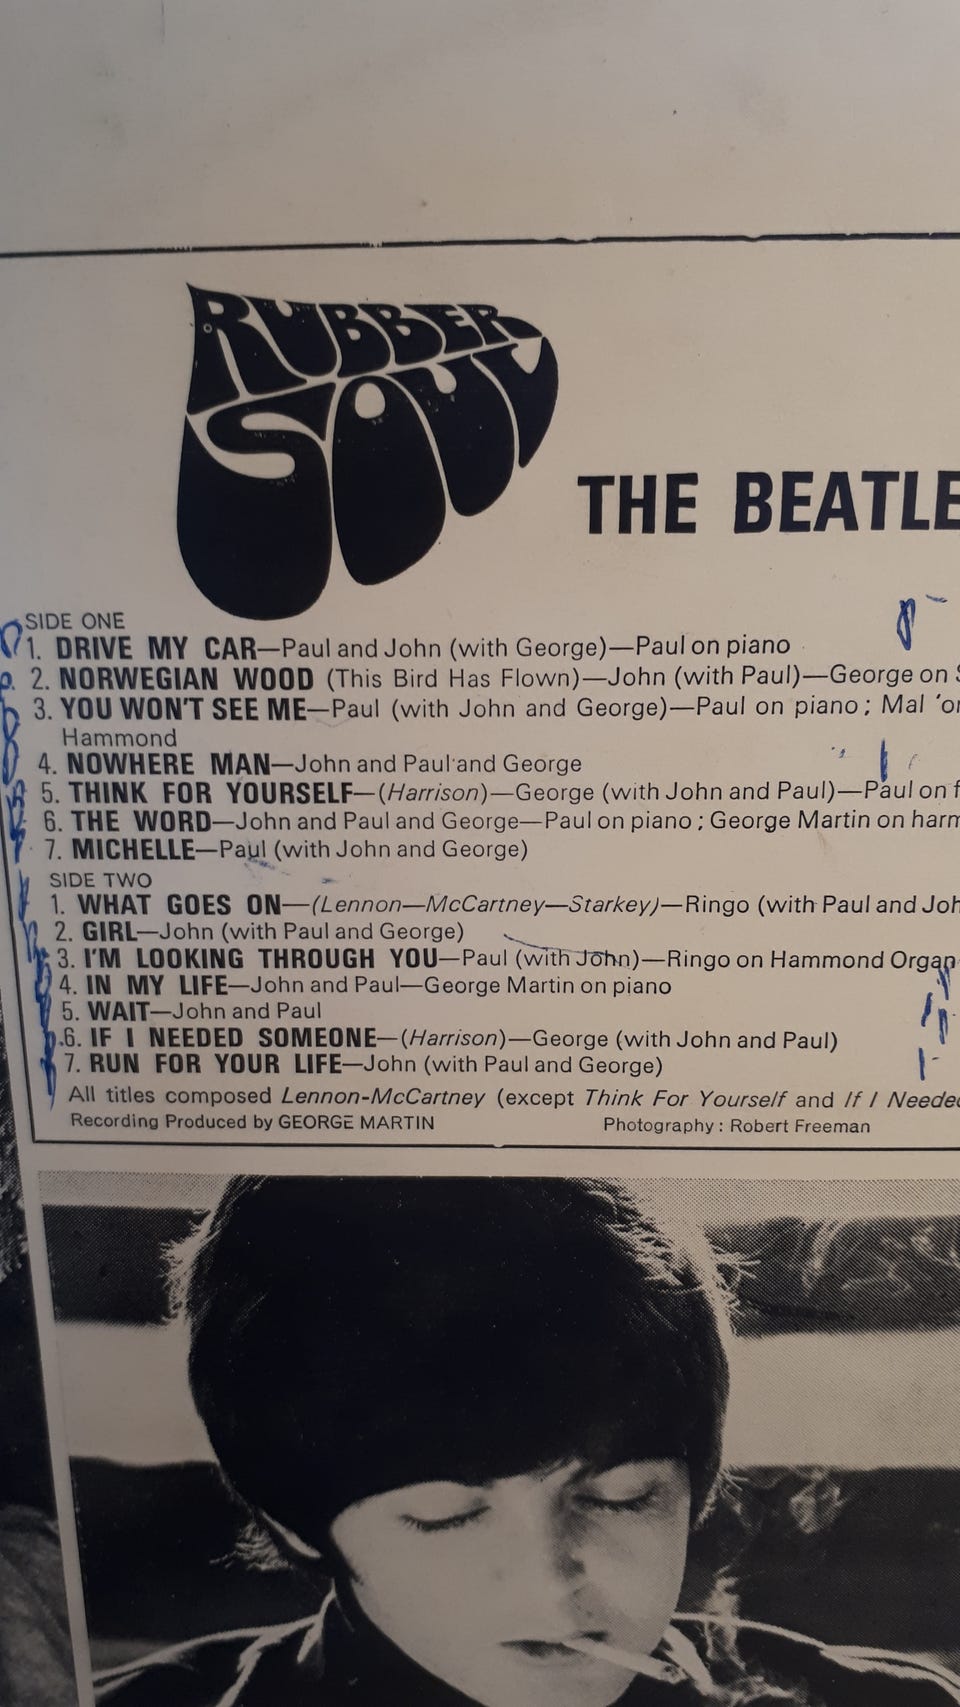 RUBBER
SOUL
THE BEATLE
SIDE ONE
1. DRIVE MY CAR—Paul and John (with George)—Paul on piano
2. NORWEGIAN WOOD (This Bird Has Flown)—John (with Paul)—George on
3. YOU WON'T SEE ME—Paul (with John and George)—Paul on piano; Mal 'or
Hammond
4. NOWHERE MAN—John and Paul and George
5. THINK FOR YOURSELF—(Harrison)—George (with John and Paul)—Paul on f
6. THE WORD—John and Paul and George—Paul on piano; George Martin on harm
7. MICHELLE—Paul (with John and George)
SIDE TWO
1. WHAT GOES ON—(Lennon—McCartney—Starkey)—Ringo (with Paul and Joh
2. GIRL—John (with Paul and George)
3. I'M LOOKING THROUGH YOU—Paul (with John)—Ringo on Hammond Organ
4. IN MY LIFE—John and Paul—George Martin on piano
5. WAIT—John and Paul
6. IF I NEEDED SOMEONE—(Harrison)—George (with John and Paul)
7. RUN FOR YOUR LIFE—John (with Paul and George)
All titles composed Lennon-McCartney (except Think For Yourself and If I Needed
Recording Produced by GEORGE MARTIN Photography: Robert Freeman